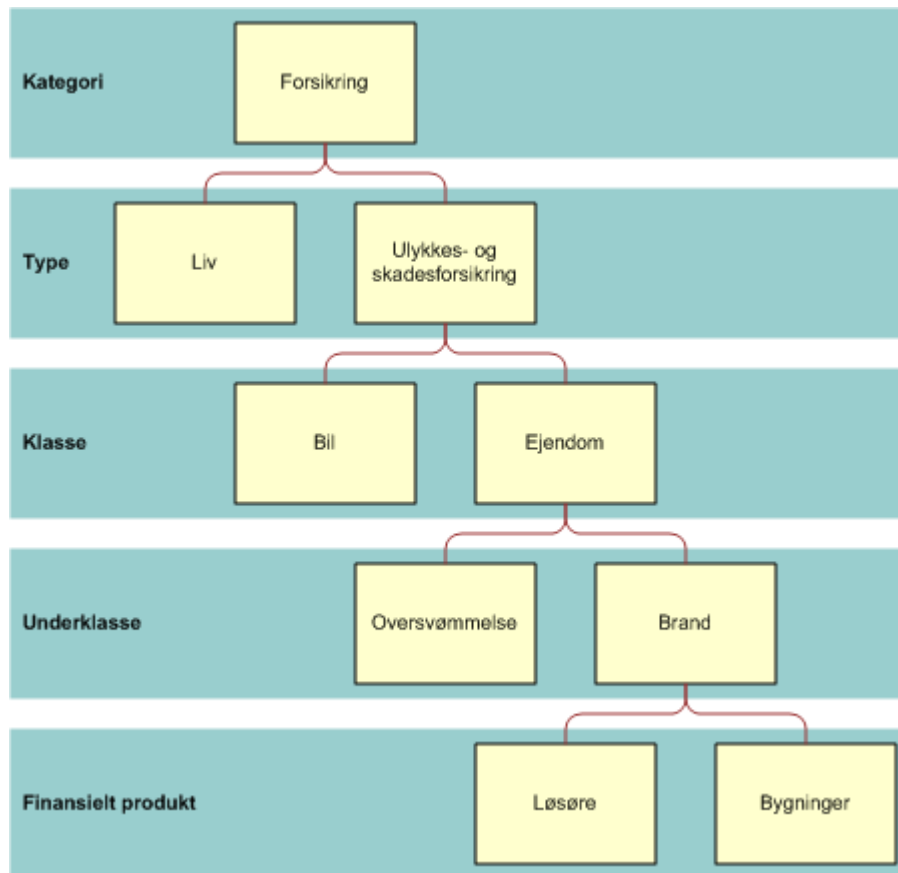 Kategori
Forsikring
Type
Liv
Ulykkes- og
skadesforsikring
Klasse
Bil
Ejendom
Underklasse
Oversvømmelse
Brand
Finansielt produkt
Løsøre
Bygninger